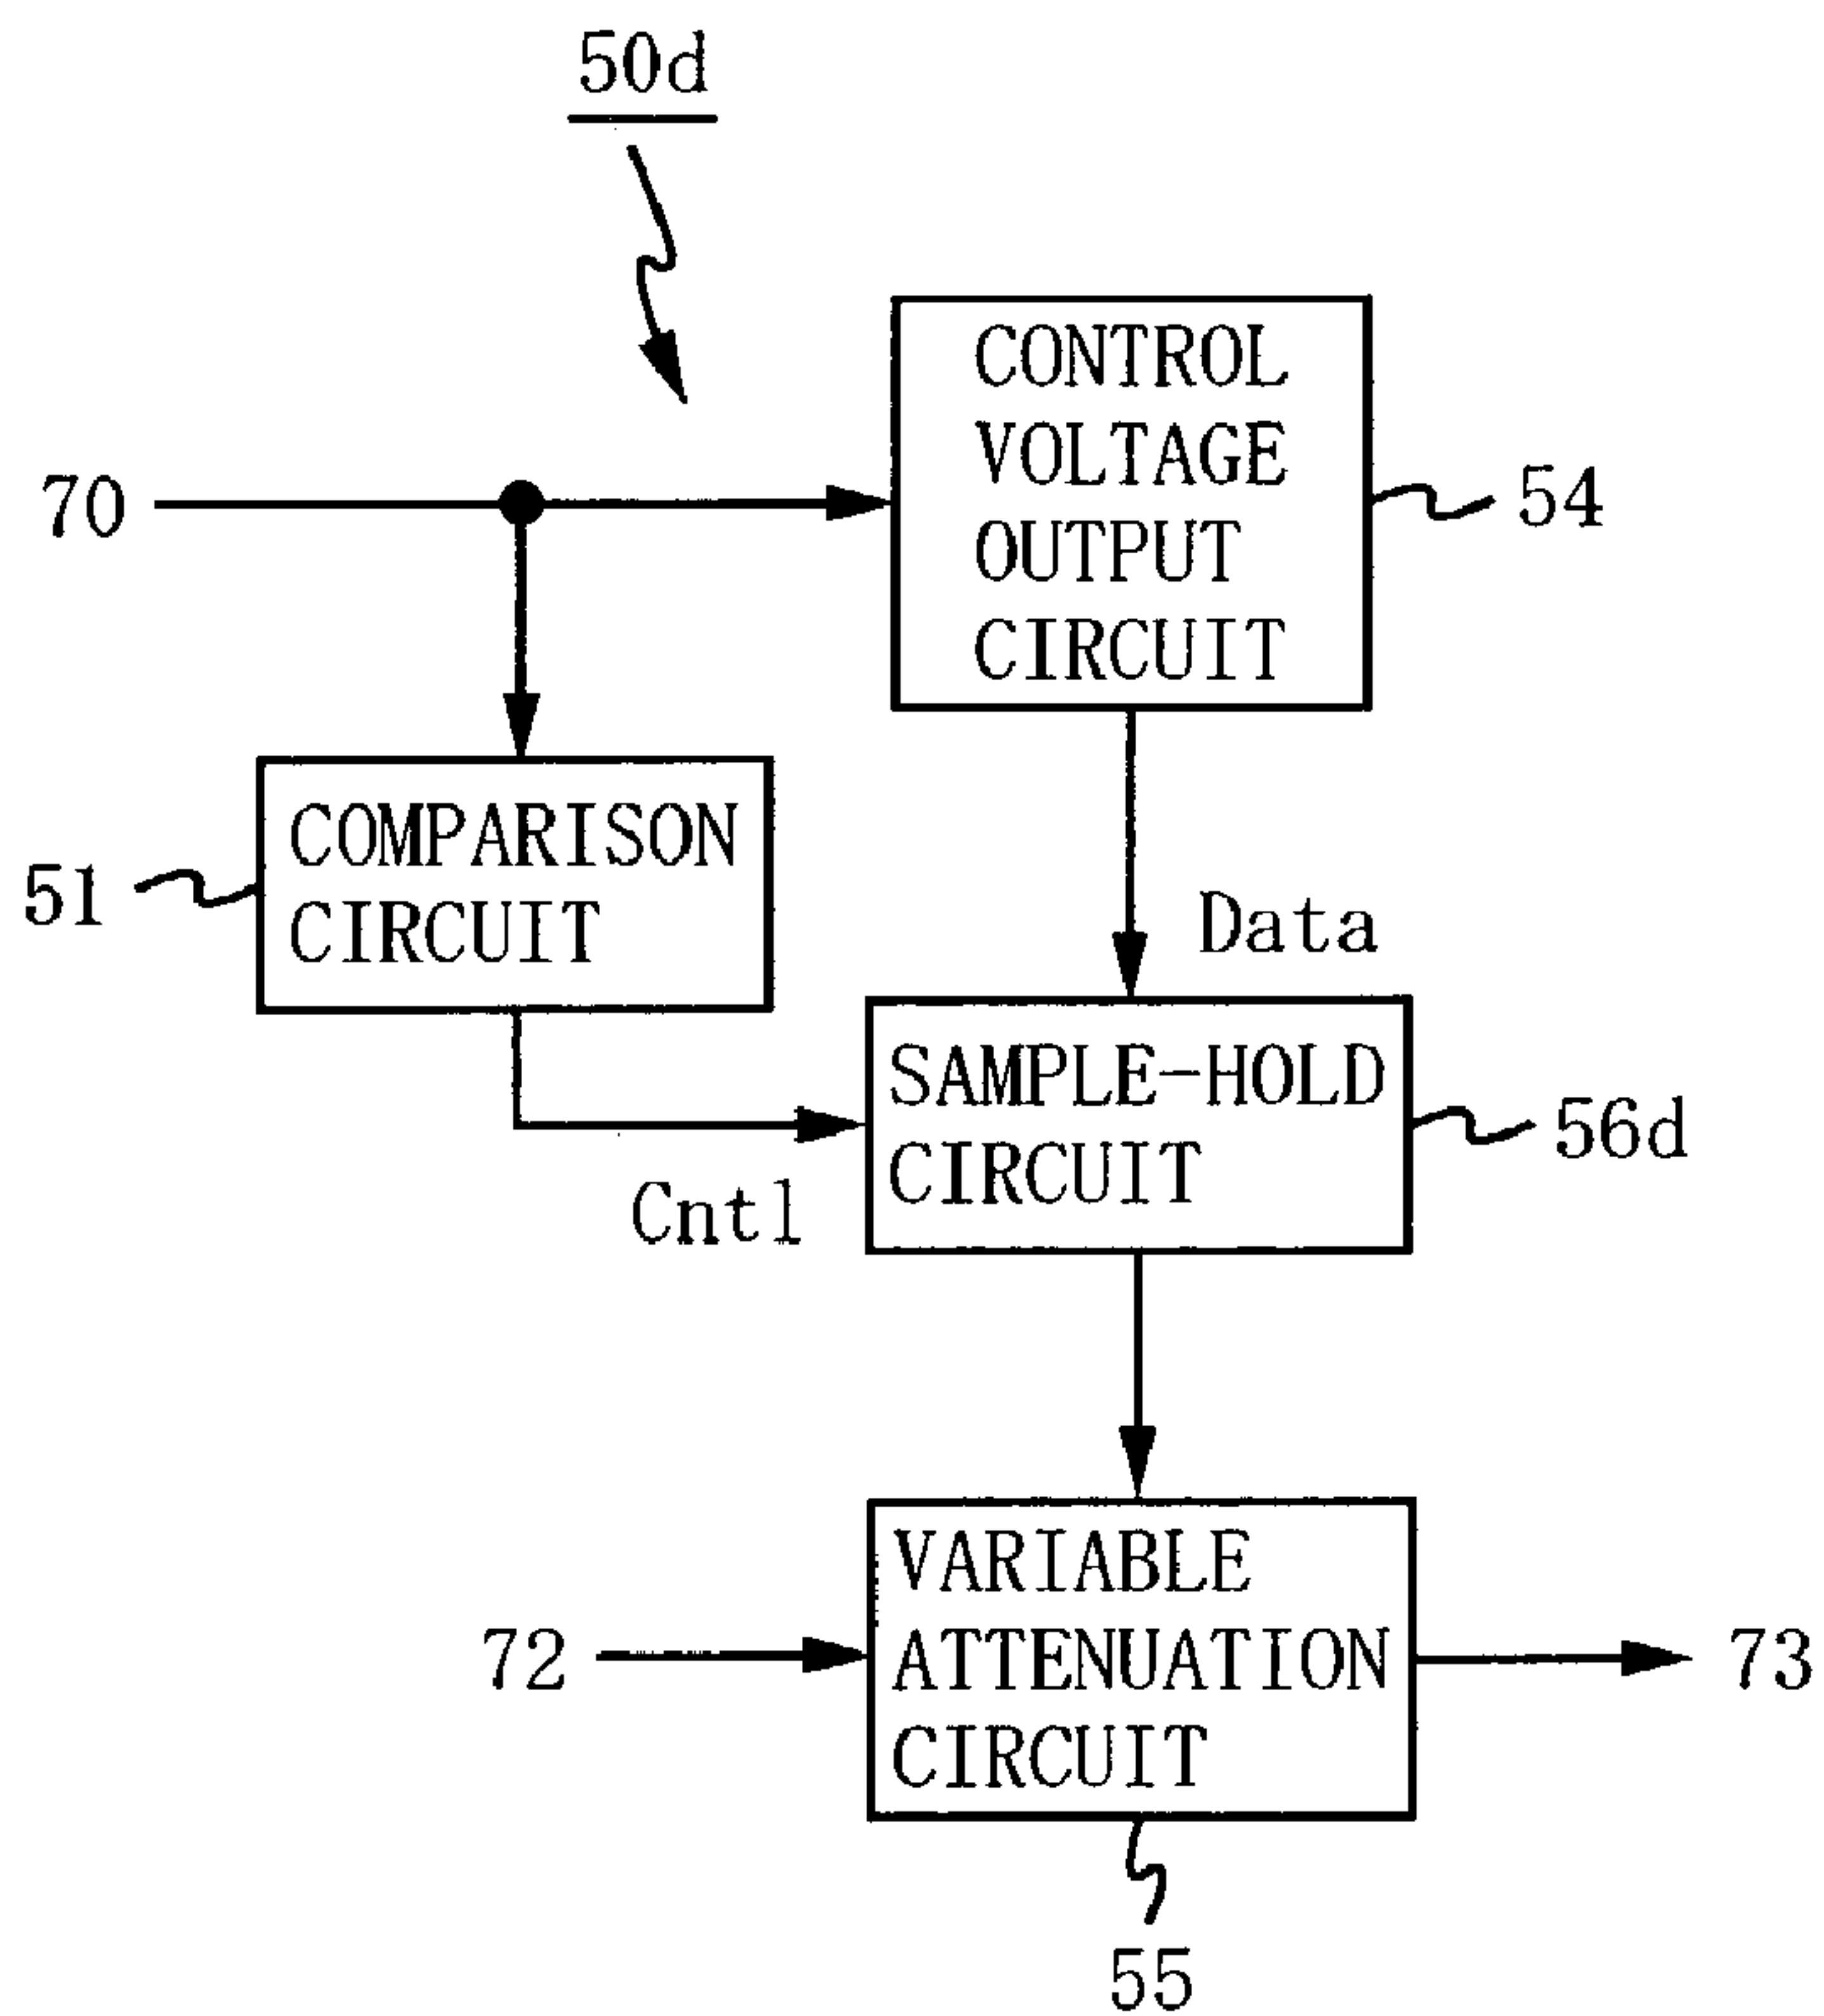 50d
CONTROL
VOLTAGE
OUTPUT
CIRCUIT
70
54
COMPARISON
CIRCUIT
51
Data
SAMPLE-HOLD
CIRCUIT
56d
Cntl
VARIABLE
ATTENUATION
CIRCUIT
72
73
55